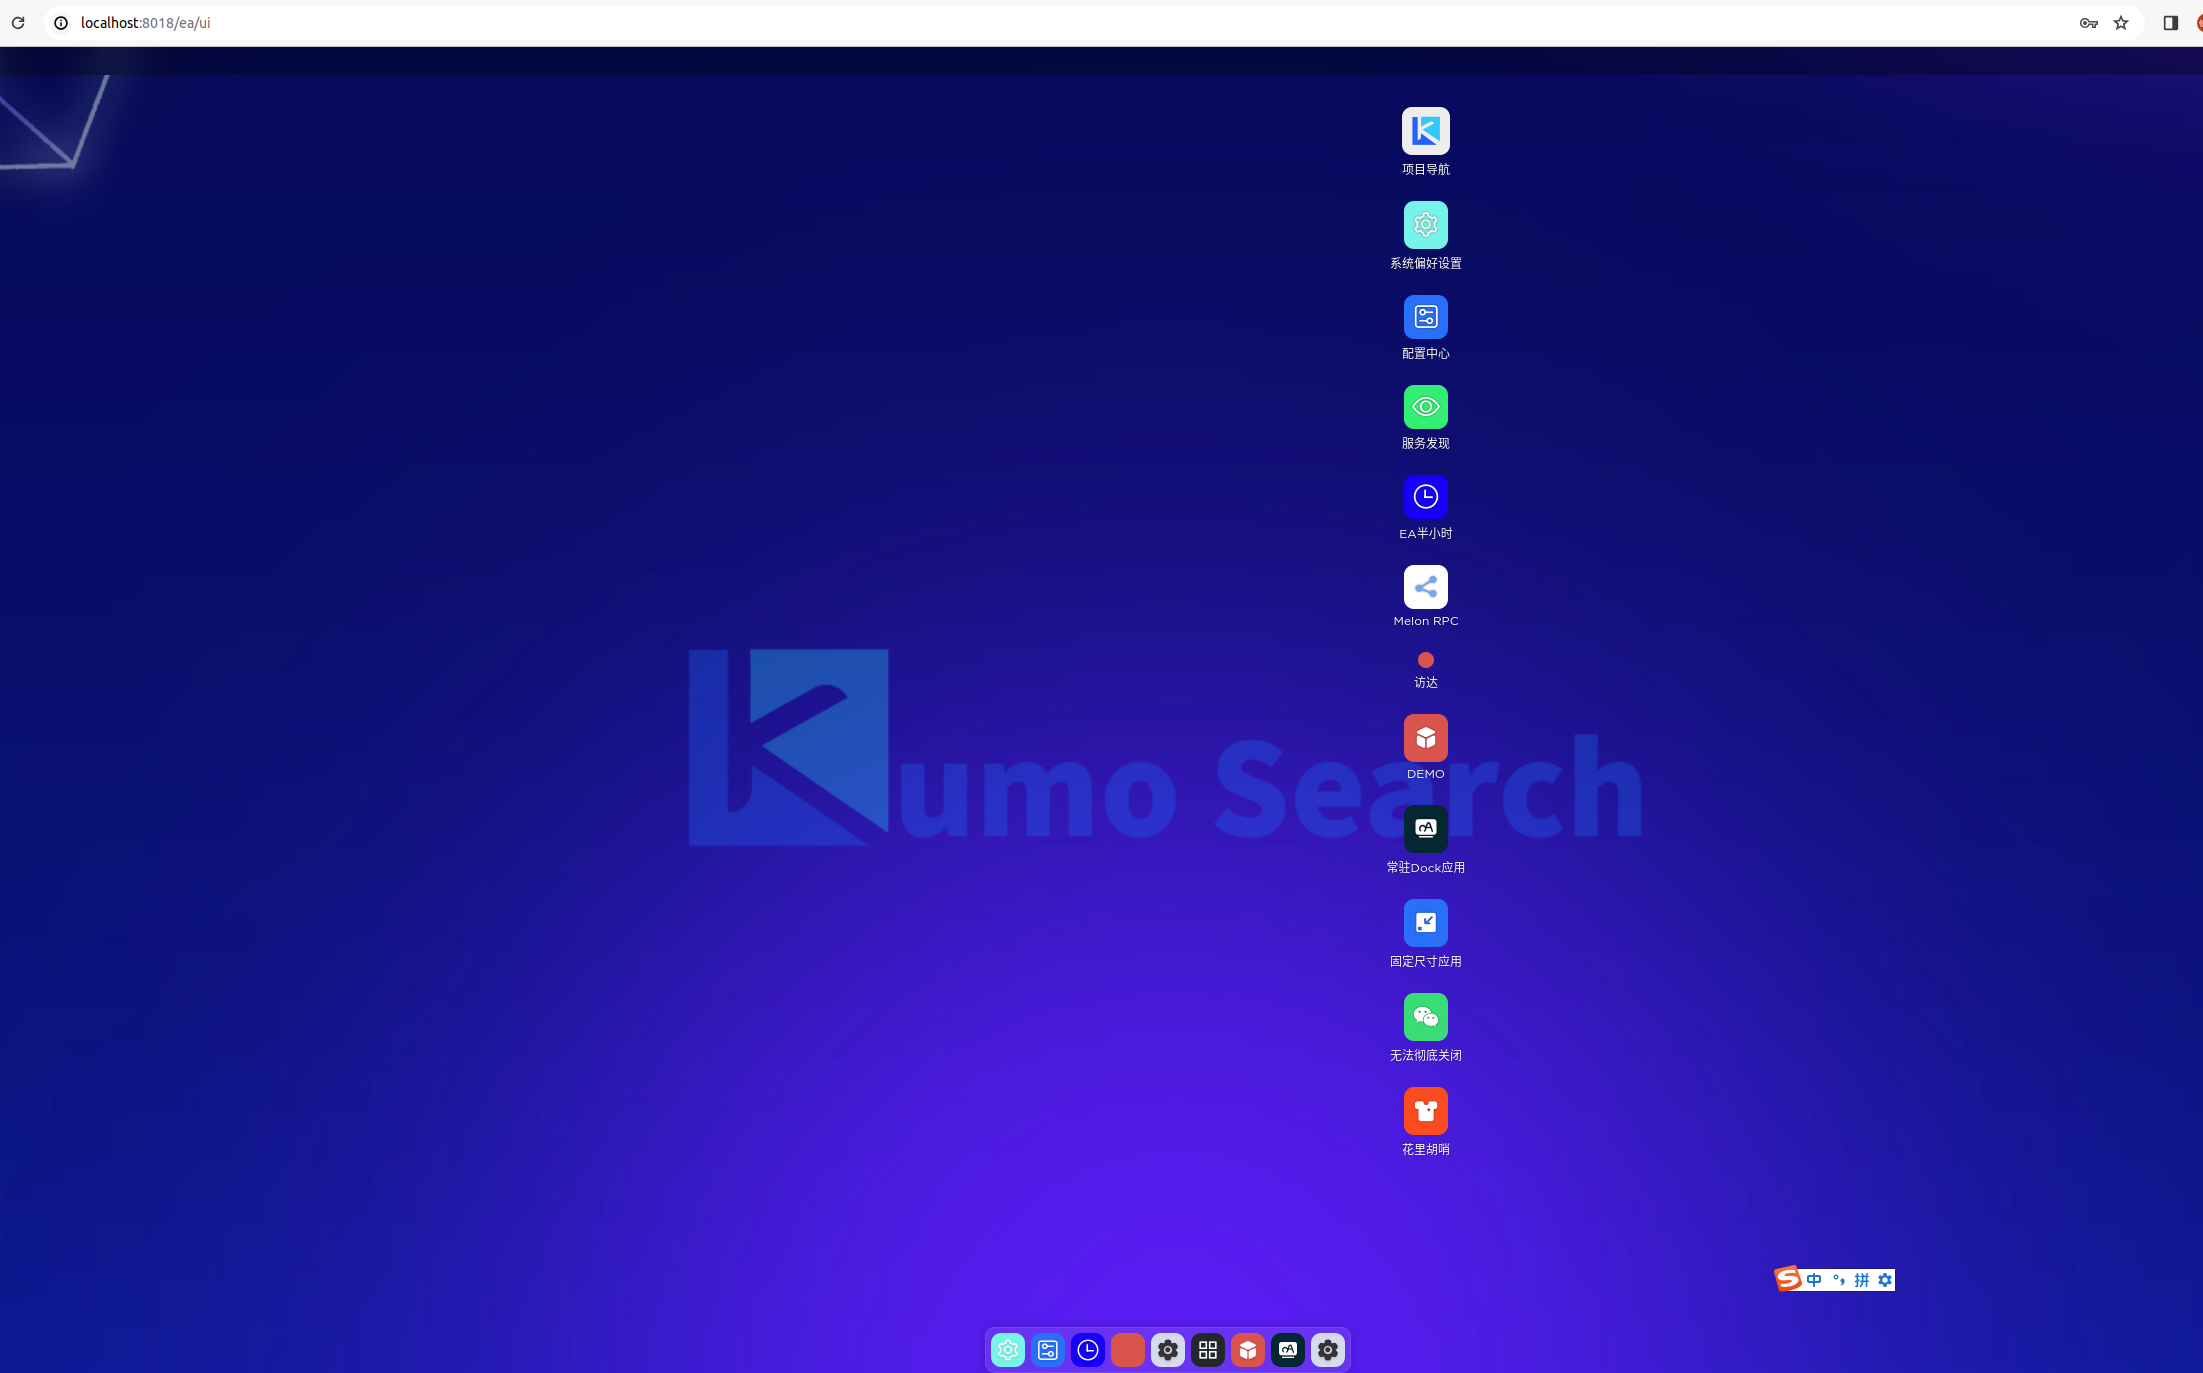 localhost:8018/ea/ui
项目导航
系统偏好设置
配置中心
服务发现
EA半小时
Melon RPC
访达
Kumo Search
DEMO
常驻Dock应用
固定尺寸应用
无法彻底关闭
花里胡哨
中 °, 拼